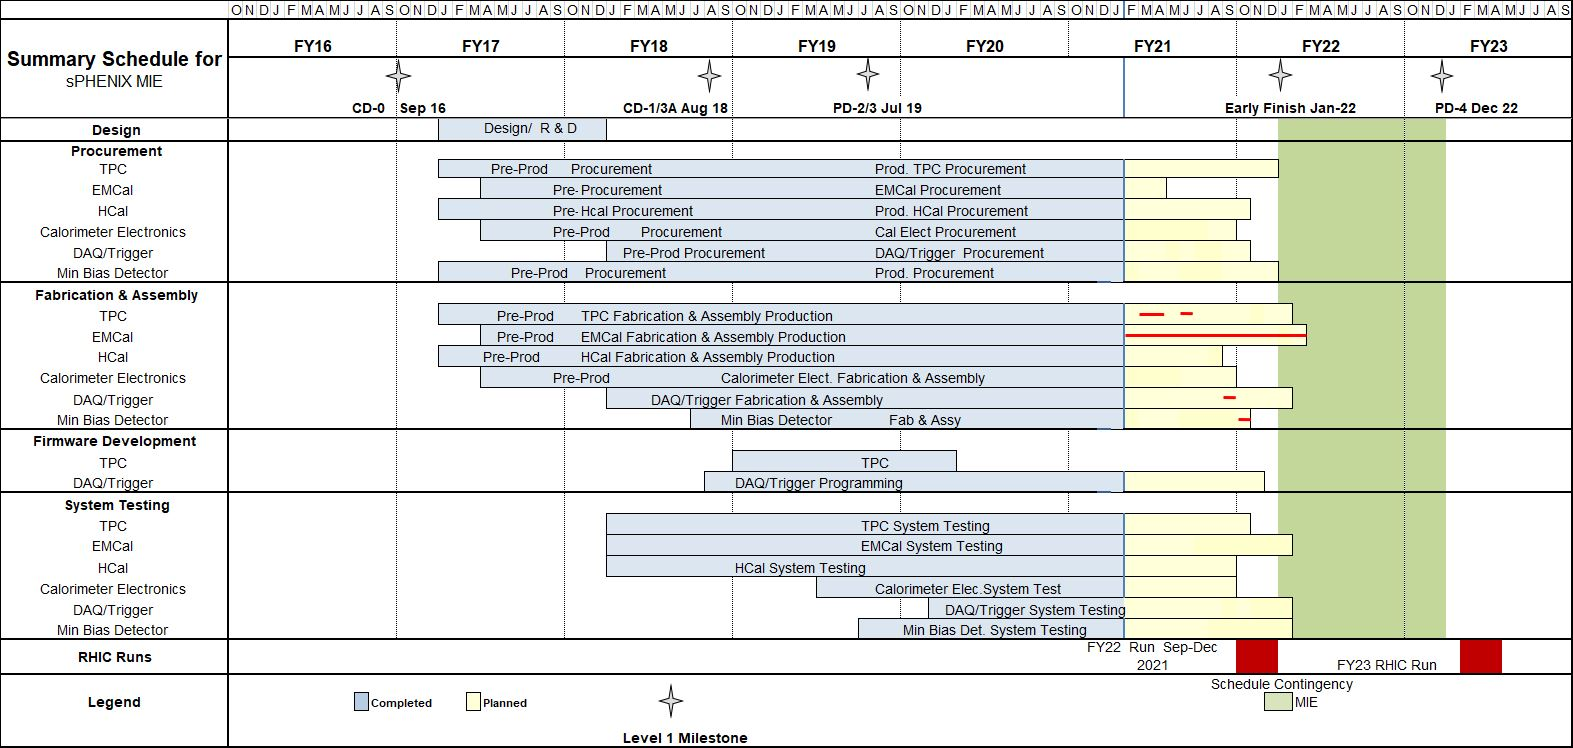 O N D J F M A M J J A S O N D J F M A M J J A S O N D J F M A M J J A S O N D J F M A M J J A S O N D J F M A M J J A S O N D J F M A M J J A S O N D J F M A M J J A S O N D J F M A M J J A S
FY16 FY17 FY18 FY19 FY20 FY21 FY22 FY23
Summary Schedule for
sPHENIX MIE
CD-0 Sep 16 CD-1/3A Aug 18 PD-2/3 Jul 19 Early Finish Jan-22 PD-4 Dec 22
Design Design/ R & D
Procurement
TPC Pre-Prod Procurement Prod. TPC Procurement
EMCal Pre-Procurement EMCal Procurement
HCal Pre-Hcal Procurement Prod. HCal Procurement
Calorimeter Electronics Pre-Prod Procurement Cal Elect Procurement
DAQ/Trigger Pre-Prod Procurement DAQ/Trigger Procurement
Min Bias Detector Pre-Prod Procurement Prod. Procurement
Fabrication & Assembly
TPC Pre-Prod TPC Fabrication & Assembly Production
EMCal Pre-Prod EMCal Fabrication & Assembly Production
HCal Pre-Prod HCal Fabrication & Assembly Production
Calorimeter Electronics Pre-Prod Calorimeter Elect. Fabrication & Assembly
DAQ/Trigger DAQ/Trigger Fabrication & Assembly
Min Bias Detector Min Bias Detector Fab & Assy
Firmware Development
TPC TPC
DAQ/Trigger DAQ/Trigger Programming
System Testing
TPC TPC System Testing
EMCal EMCal System Testing
HCal HCal System Testing
Calorimeter Electronics Calorimeter Elec.System Test
DAQ/Trigger DAQ/Trigger System Testing
Min Bias Detector Min Bias Det. System Testing
RHIC Runs
FY22 Run Sep-Dec
2021 FY23 RHIC Run
Schedule Contingency
Legend Completed Planned MIE
Level 1 Milestone